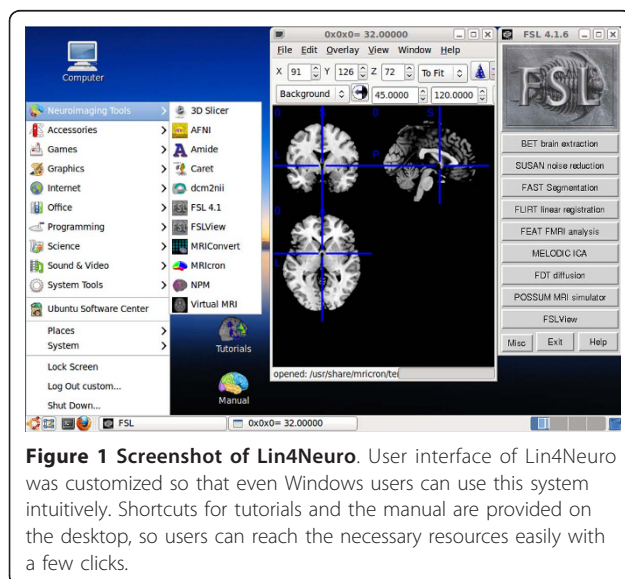 Computer
Neuroimaging Tools
Accessories
Games
Graphics
Internet
Office
Programming
Science
Sound & Video
System Tools
Ubuntu Software Center
Places
System
Lock Screen
Log Out custom...
Shut Down...
3D Slicer
AFNI
Amide
Caret
dcm2nii
FSL 4.1
FSLView
MRIConvert
MRIcron
NPM
Virtual MRI
Tutorials
Manual
0x0x0= 32.00000
File Edit Overlay View Window Help
X 91 Y 126 Z 72 To Fit
Background 45.0000 120.0000
L
P
S
L
opened: /usr/share/mricron/te
FSL 4.1.6
FSL
BET brain extraction
SUSAN noise reduction
FAST Segmentation
FLIRT linear registration
FEAT FMRI analysis
MELODIC ICA
FDT diffusion
POSSUM MRI simulator
FSLView
Misc Exit Help
FSL 0x0x0= 32.00000
Figure 1 Screenshot of Lin4Neuro. User interface of Lin4Neuro
was customized so that even Windows users can use this system
intuitively. Shortcuts for tutorials and the manual are provided on
the desktop, so users can reach the necessary resources easily with
a few clicks.